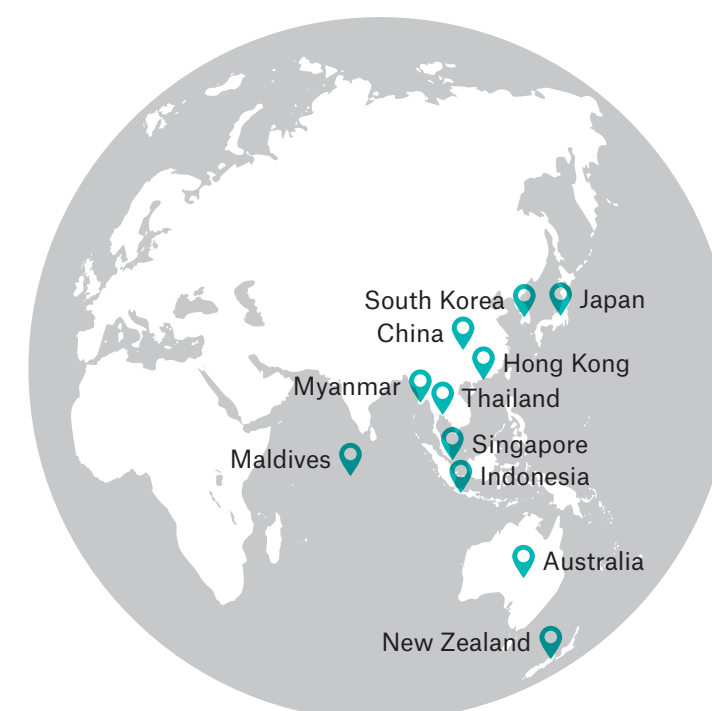 South Korea
Japan
China
Hong Kong
Myanmar
Thailand
Singapore
Maldives
Indonesia
Australia
New Zealand